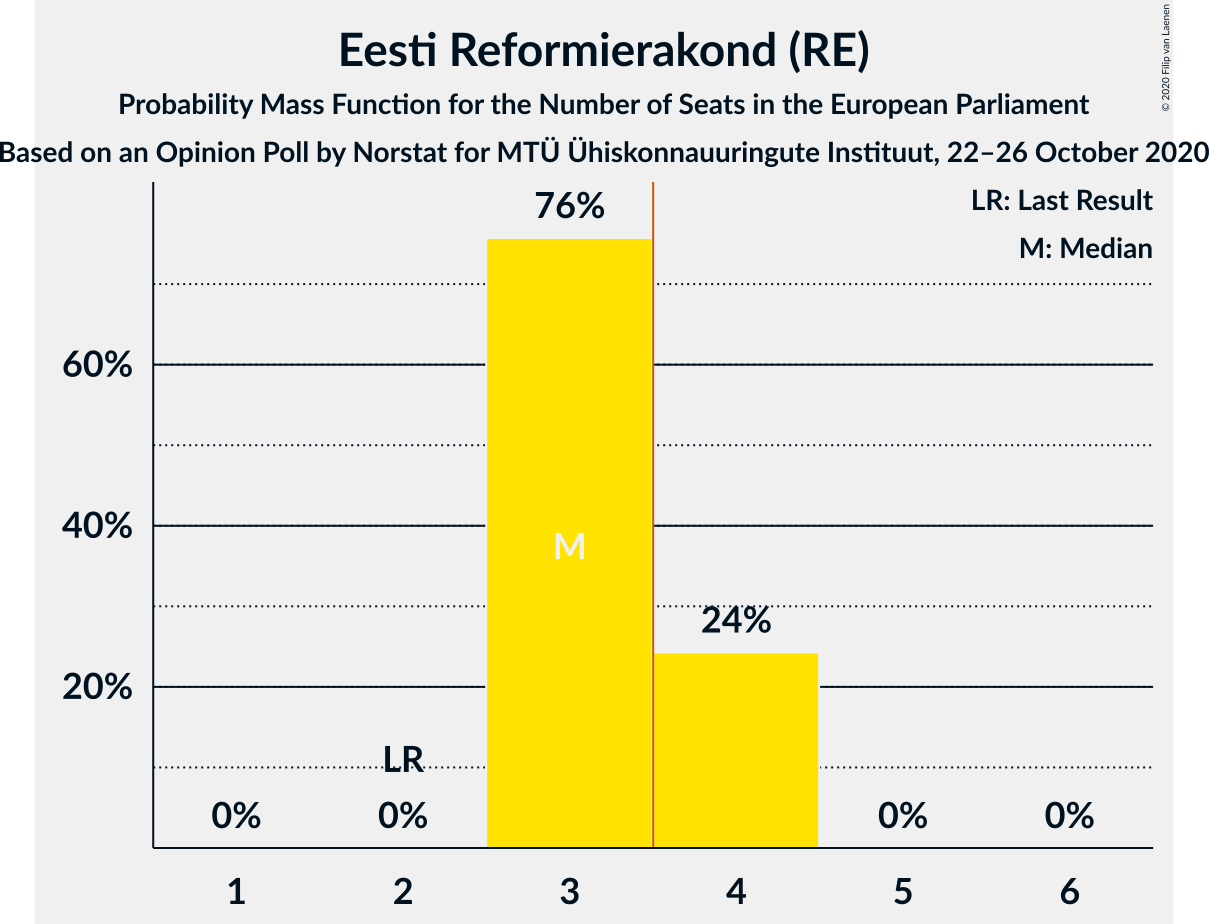 Eesti Reformierakond (RE)
Probability Mass Function for the Number of Seats in the European Parliament
Based on an Opinion Poll by Norstat for MTÜ Ühiskonnauuringute Instituut, 22–26 October 2020
© 2020 Filip van Laenen
LR: Last Result
M: Median
76%
60%
40%
M
24%
20%
LR
0% 0% 0% 0%
1 2 3 4 5 6